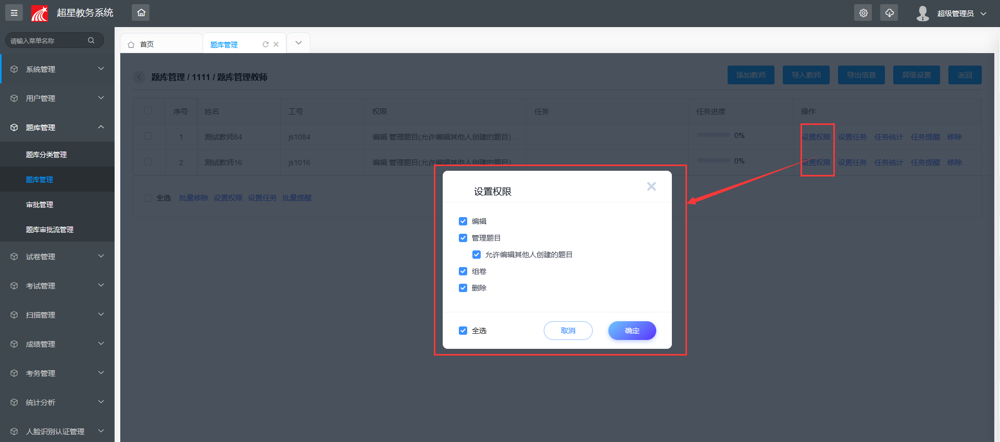 超星教务系统
超级管理员
请输入菜单名称
首页
题库管理
系统管理
用户管理
题库管理
题库分类管理
题库管理
审批管理
题库审批流管理
试卷管理
考试管理
扫描管理
成绩管理
考务管理
统计分析
人脸识别认证管理
题库管理 / 1111 / 题库管理教师
添加教师 导入教师 导出信息 高级设置 返回
序号 姓名 工号 权限 任务 任务进度 操作
1 测试教师84 js1084 编辑 管理题目(允许编辑其他人创建的题目)... 0% 设置权限 设置任务 任务统计 任务提醒 移除
2 测试教师16 js1016 编辑 管理题目(允许编辑其他人创建的题目)... 0% 设置权限 设置任务 任务统计 任务提醒 移除
全选 批量移除 设置权限 设置任务 批量提醒
设置权限
编辑
管理题目
允许编辑其他人创建的题目
组卷
删除
全选 取消 确定